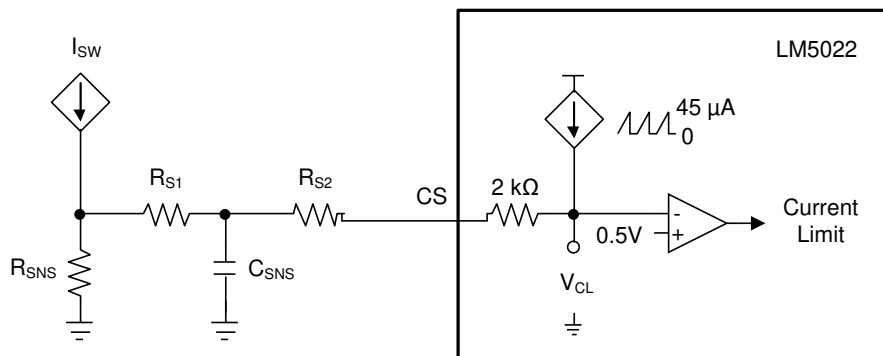 LM5022
I_SW
45 µA
0
R_S1
R_S2
CS
2 kΩ
-
+
0.5V
Current
Limit
R_SNS
C_SNS
V_CL